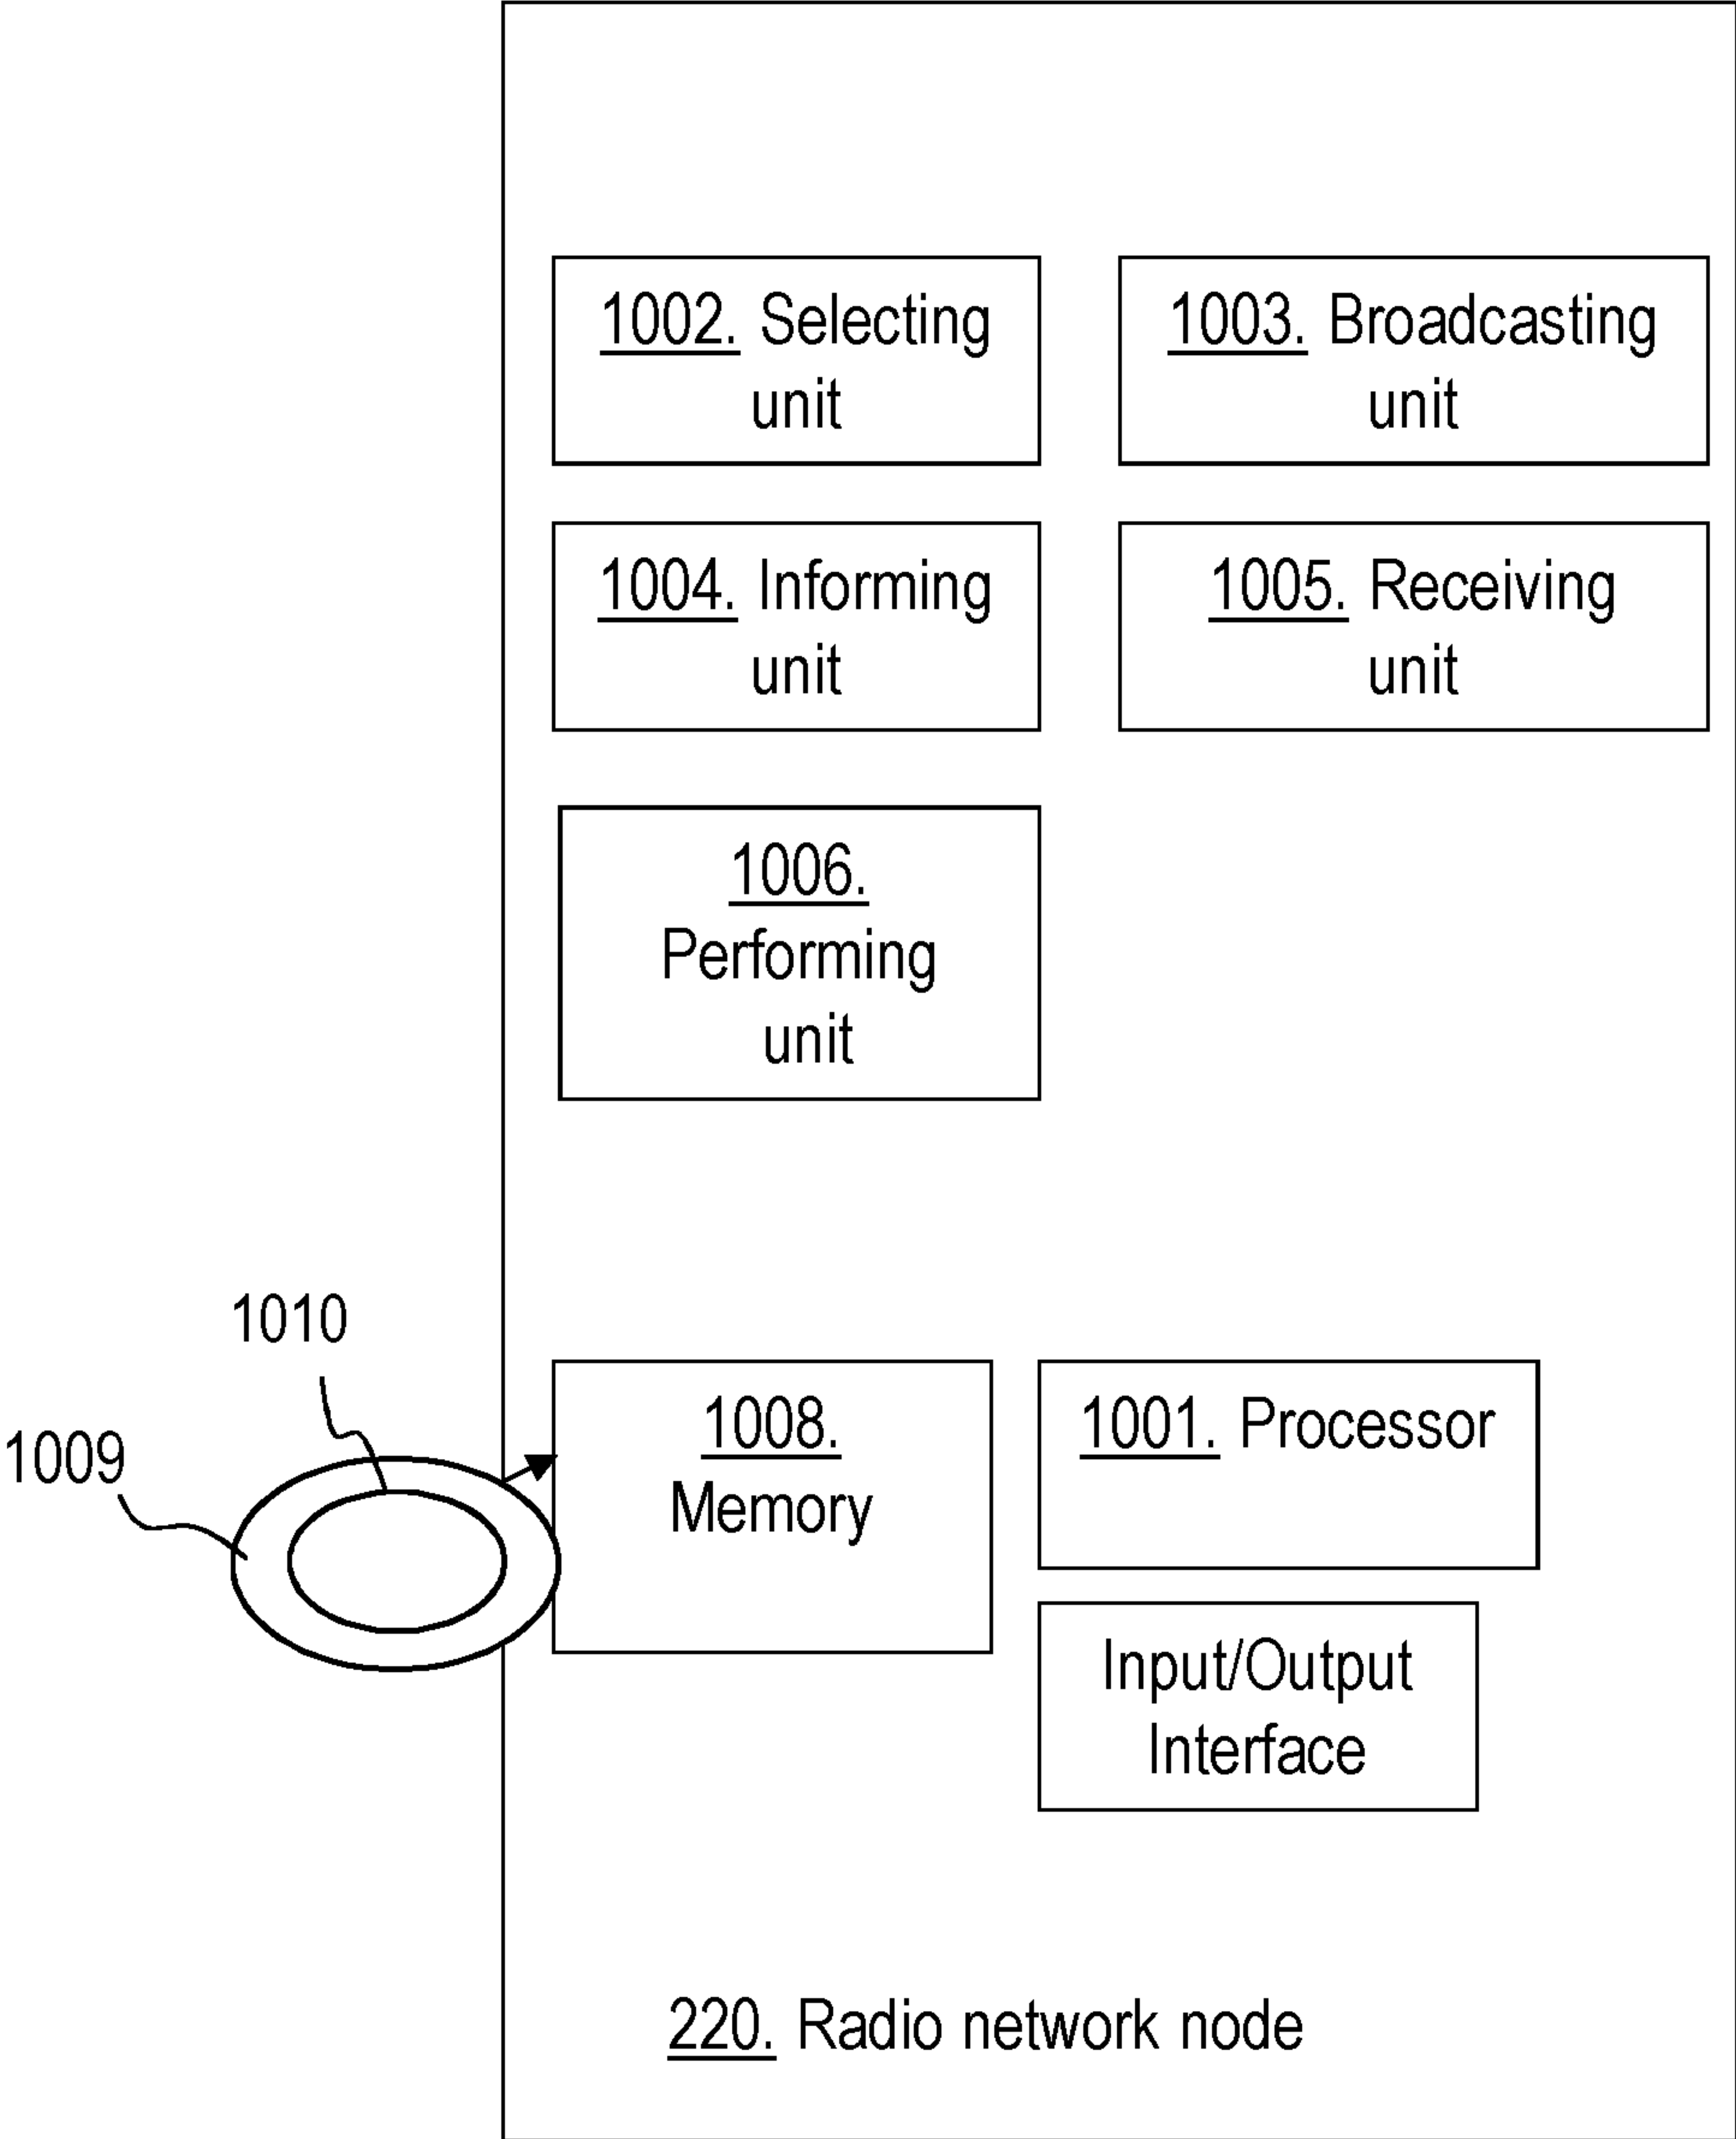 1002. Selecting
unit
1003. Broadcasting
unit
1004. Informing
unit
1005. Receiving
unit
1006.
Performing
unit
1010
1009
1008.
Memory
1001. Processor
Input/Output
Interface
220. Radio network node